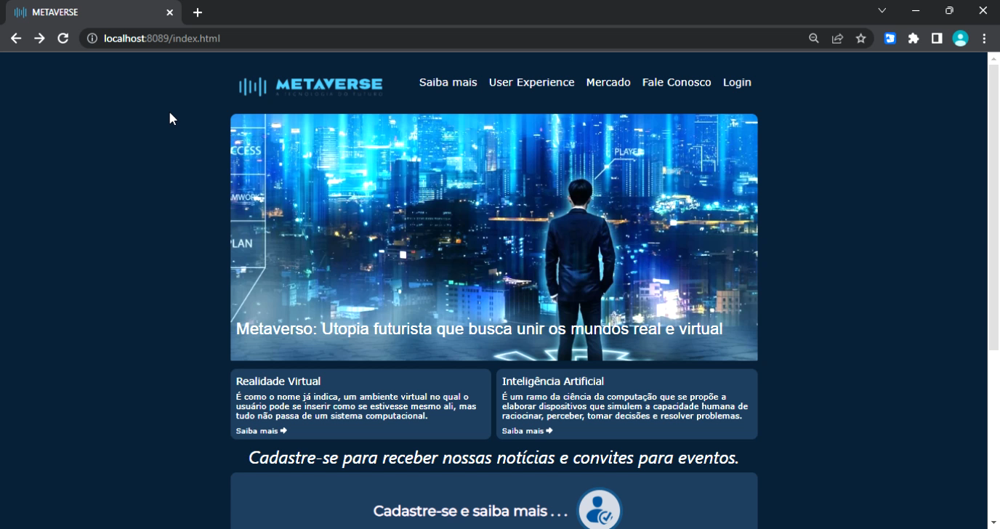 METAVERSE
localhost:8089/index.html
METAVERSE
A TECNOLOGIA DO FUTURO
Saiba mais User Experience Mercado Fale Conosco Login
CCESS
PLAYER
MWORK
PLAN
Metaverso: Utopia futurista que busca unir os mundos real e virtual
Realidade Virtual
É como o nome já indica, um ambiente virtual no qual o
usuário pode se inserir como se estivesse mesmo ali, mas
tudo não passa de um sistema computacional.
Saiba mais
Inteligência Artificial
É um ramo da ciência da computação que se propõe a
elaborar dispositivos que simulem a capacidade humana de
raciocinar, perceber, tomar decisões e resolver problemas.
Saiba mais
Cadastre-se para receber nossas notícias e convites para eventos.
Cadastre-se e saiba mais . . .